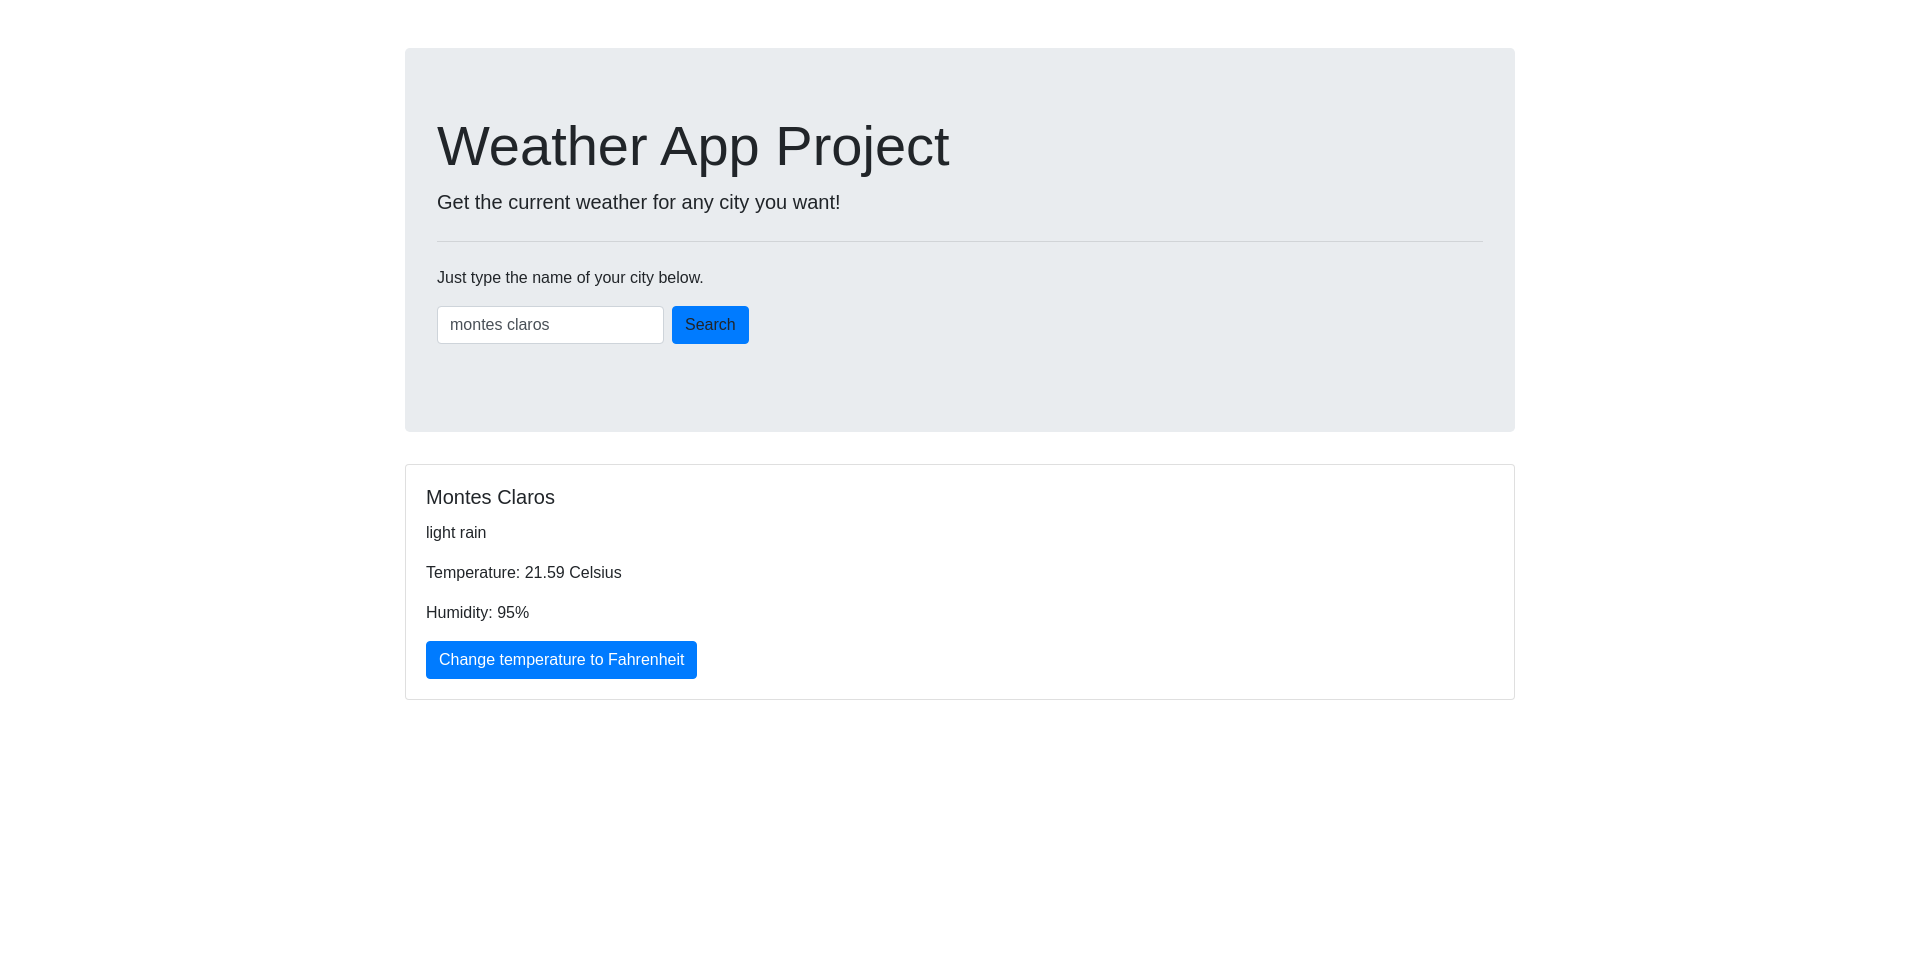 Weather App Project
Get the current weather for any city you want!
Just type the name of your city below.
montes claros
Search
Montes Claros
light rain
Temperature: 21.59 Celsius
Humidity: 95%
Change temperature to Fahrenheit